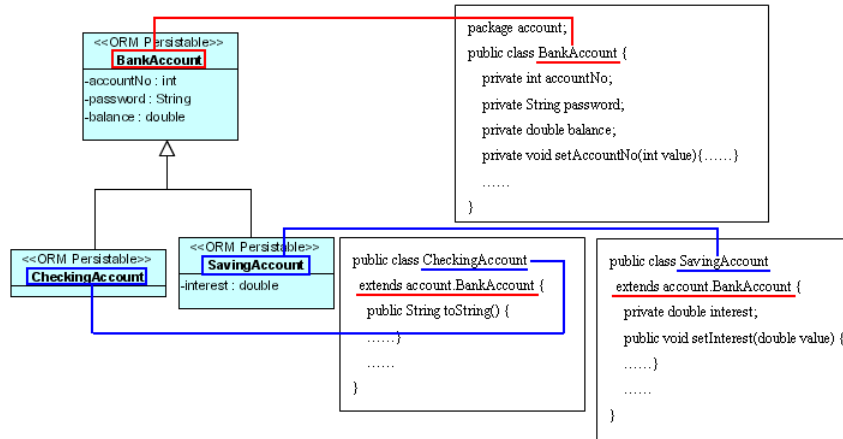 <<ORM Persistable>>
BankAccount
-accountNo : int
-password : String
-balance : double
package account;
public class BankAccount {
private int accountNo;
private String password;
private double balance;
private void setAccountNo(int value){......}
......
}
<<ORM Persistable>>
CheckingAccount
<<ORM Persistable>>
SavingAccount
-interest : double
public class CheckingAccount
extends account.BankAccount {
public String toString() {
......}
......
}
public class SavingAccount
extends account.BankAccount {
private double interest;
public void setInterest(double value) {
......}
......
}